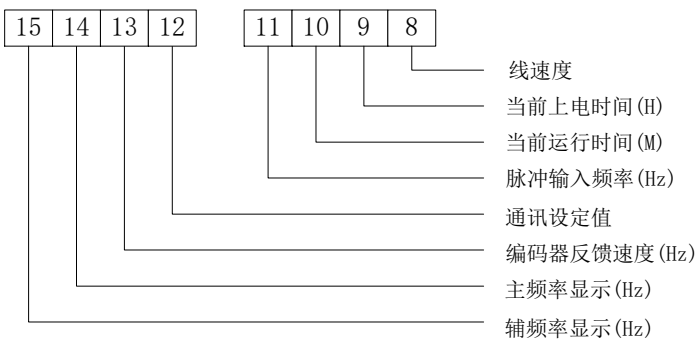 15 14 13 12 11 10 9 8
线速度
当前上电时间(H)
当前运行时间(M)
脉冲输入频率(Hz)
通讯设定值
编码器反馈速度(Hz)
主频率显示(Hz)
辅频率显示(Hz)